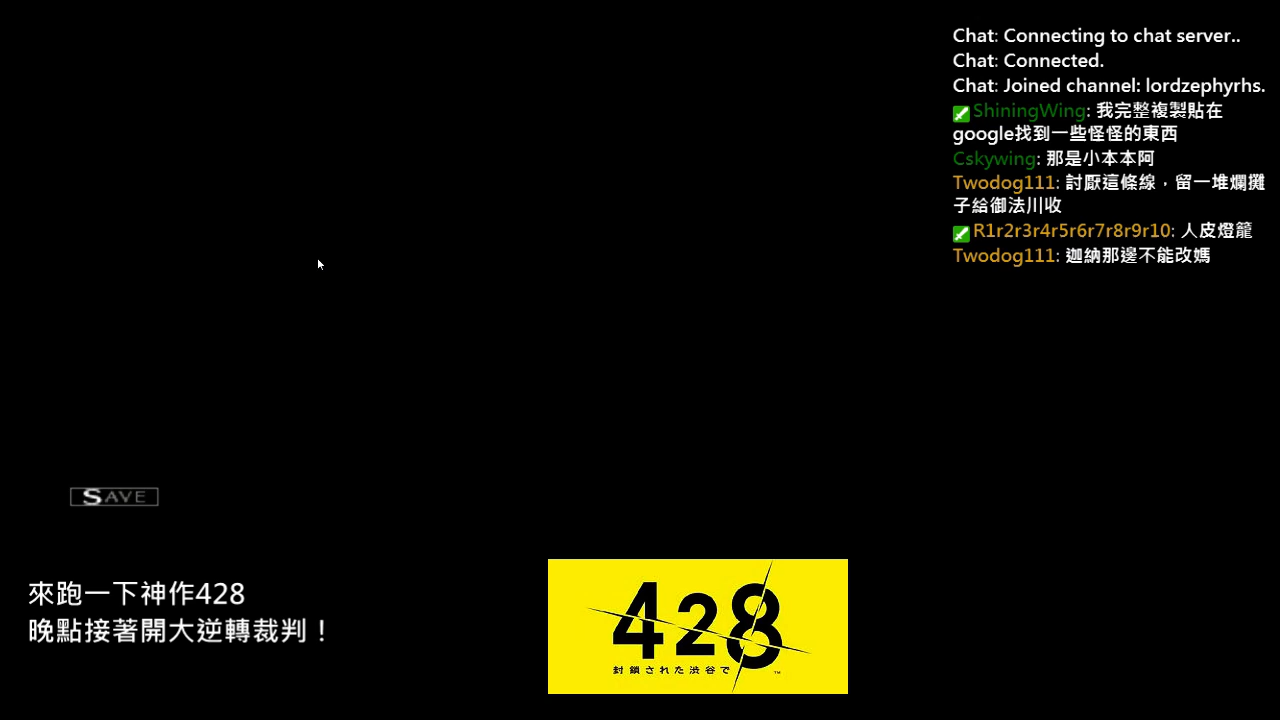 Chat: Connecting to chat server..
Chat: Connected.
Chat: Joined channel: lordzephyrhs.
ShiningWing: 我完整複製貼在
google找到一些怪怪的東西
Cskywing: 那是小本本阿
Twodog111: 討厭這條線，留一堆爛攤
子給御法川收
R1r2r3r4r5r6r7r8r9r10: 人皮燈籠
Twodog111: 迦納那邊不能改媽
SAVE
來跑一下神作428
晚點接著開大逆轉裁判！
428
封鎖された渋谷で
™